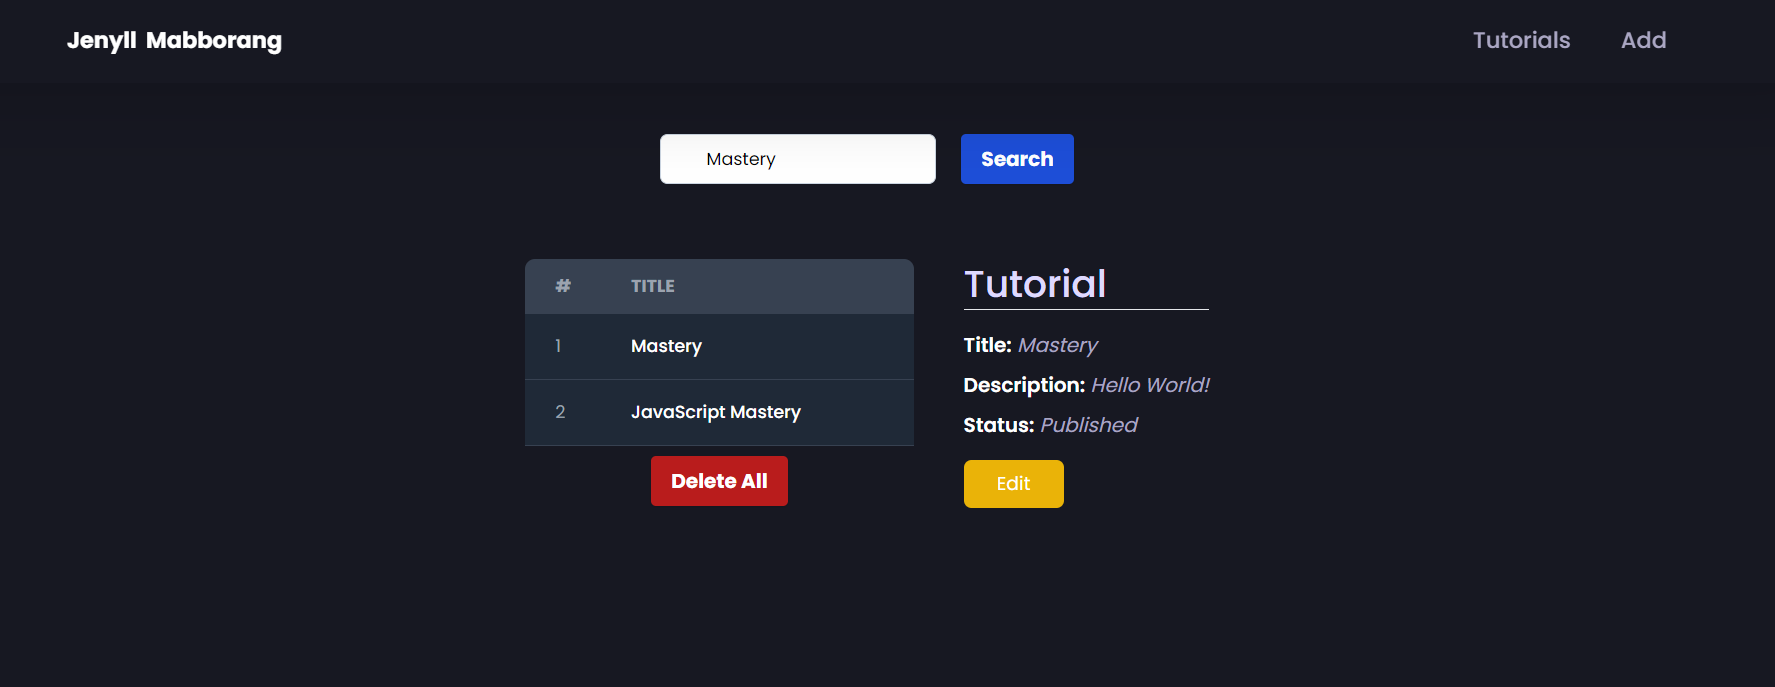 Jenyll Mabborang
Tutorials
Add
Mastery
Search
# TITLE
1 Mastery
2 JavaScript Mastery
Delete All
Tutorial
Title: Mastery
Description: Hello World!
Status: Published
Edit